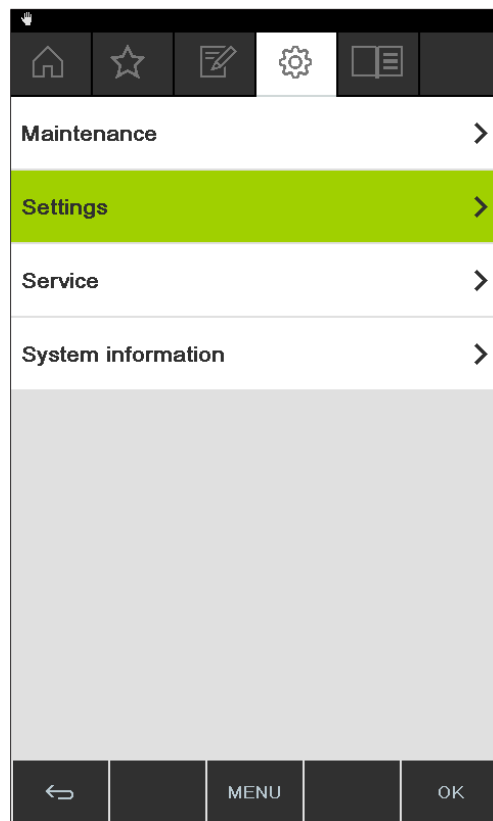 Maintenance
Settings
Service
System information
MENU
OK